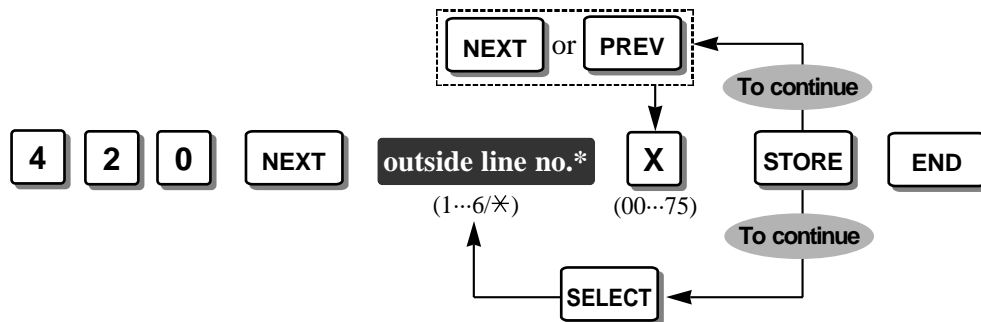 NEXT or PREV
To continue
4 2 0 NEXT outside line no.* X STORE END
(1···6/✳) (00···75)
To continue
SELECT